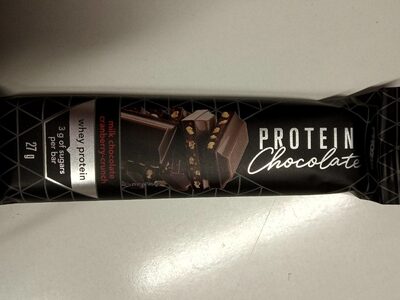 PROTEIN
Chocolate
milk chocolate
cranberry-crunch
whey protein
3 g of sugars
per bar
27 g